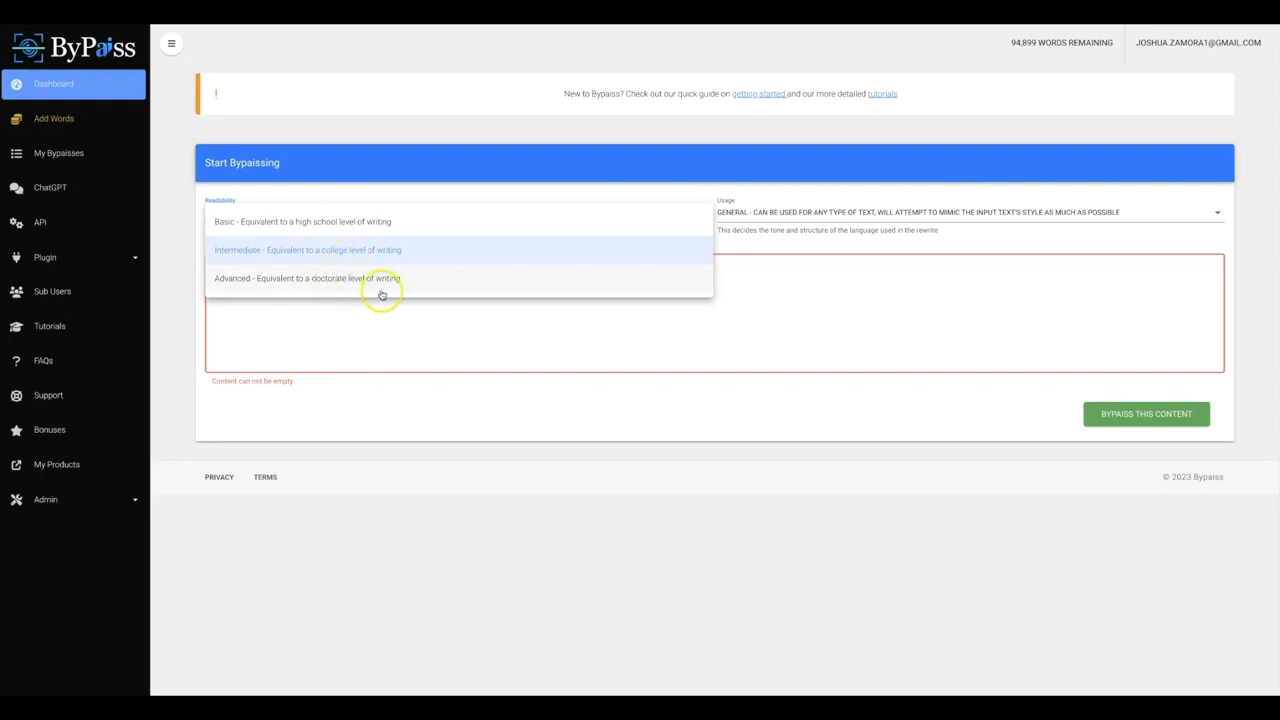 ByPaiss
94,899 WORDS REMAINING
JOSHUA.ZAMORA1@GMAIL.COM
Dashboard
Add Words
My Bypaisses
ChatGPT
API
Plugin
Sub Users
Tutorials
FAQs
Support
Bonuses
My Products
Admin
!
New to Bypaiss? Check out our quick guide on getting started and our more detailed tutorials
Start Bypaissing
Readability
Basic - Equivalent to a high school level of writing
Intermediate - Equivalent to a college level of writing
Advanced - Equivalent to a doctorate level of writing
Usage
GENERAL - CAN BE USED FOR ANY TYPE OF TEXT, WILL ATTEMPT TO MIMIC THE INPUT TEXT'S STYLE AS MUCH AS POSSIBLE
This decides the tone and structure of the language used in the rewrite
Content can not be empty
BYPAISS THIS CONTENT
PRIVACY
TERMS
© 2023 Bypaiss